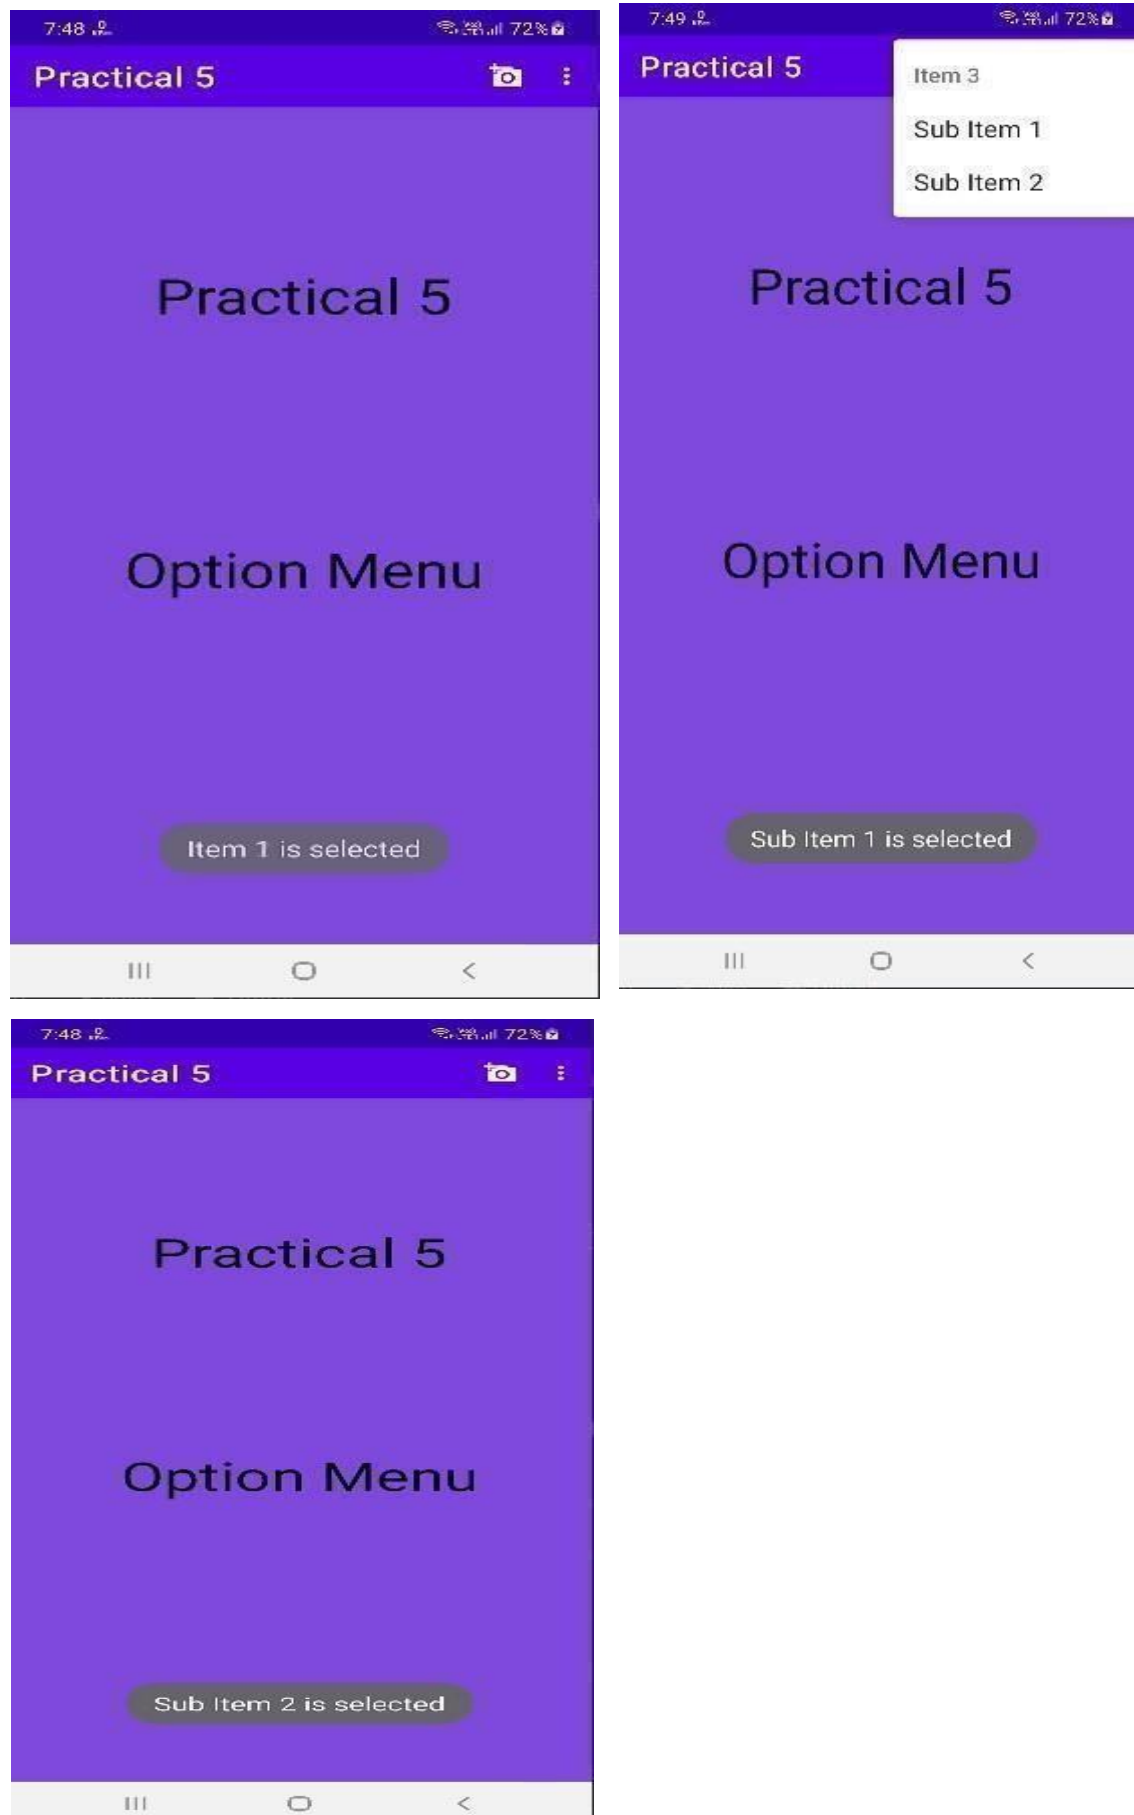 7:48
72%
Practical 5
Practical 5
Option Menu
Item 1 is selected
7:49
72%
Practical 5
Item 3
Sub Item 1
Sub Item 2
Practical 5
Option Menu
Sub Item 1 is selected
7:48
72%
Practical 5
Practical 5
Option Menu
Sub Item 2 is selected